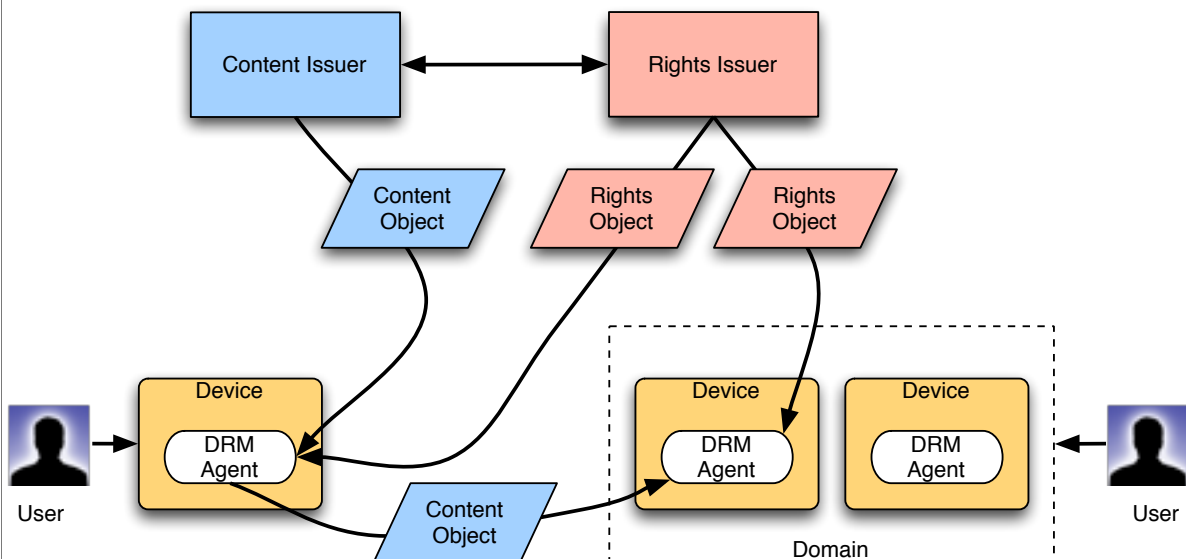 Content Issuer
Rights Issuer
Content
Object
Rights
Object
Rights
Object
Device
DRM
Agent
Device
DRM
Agent
Device
DRM
Agent
User
User
Content
Object
Domain